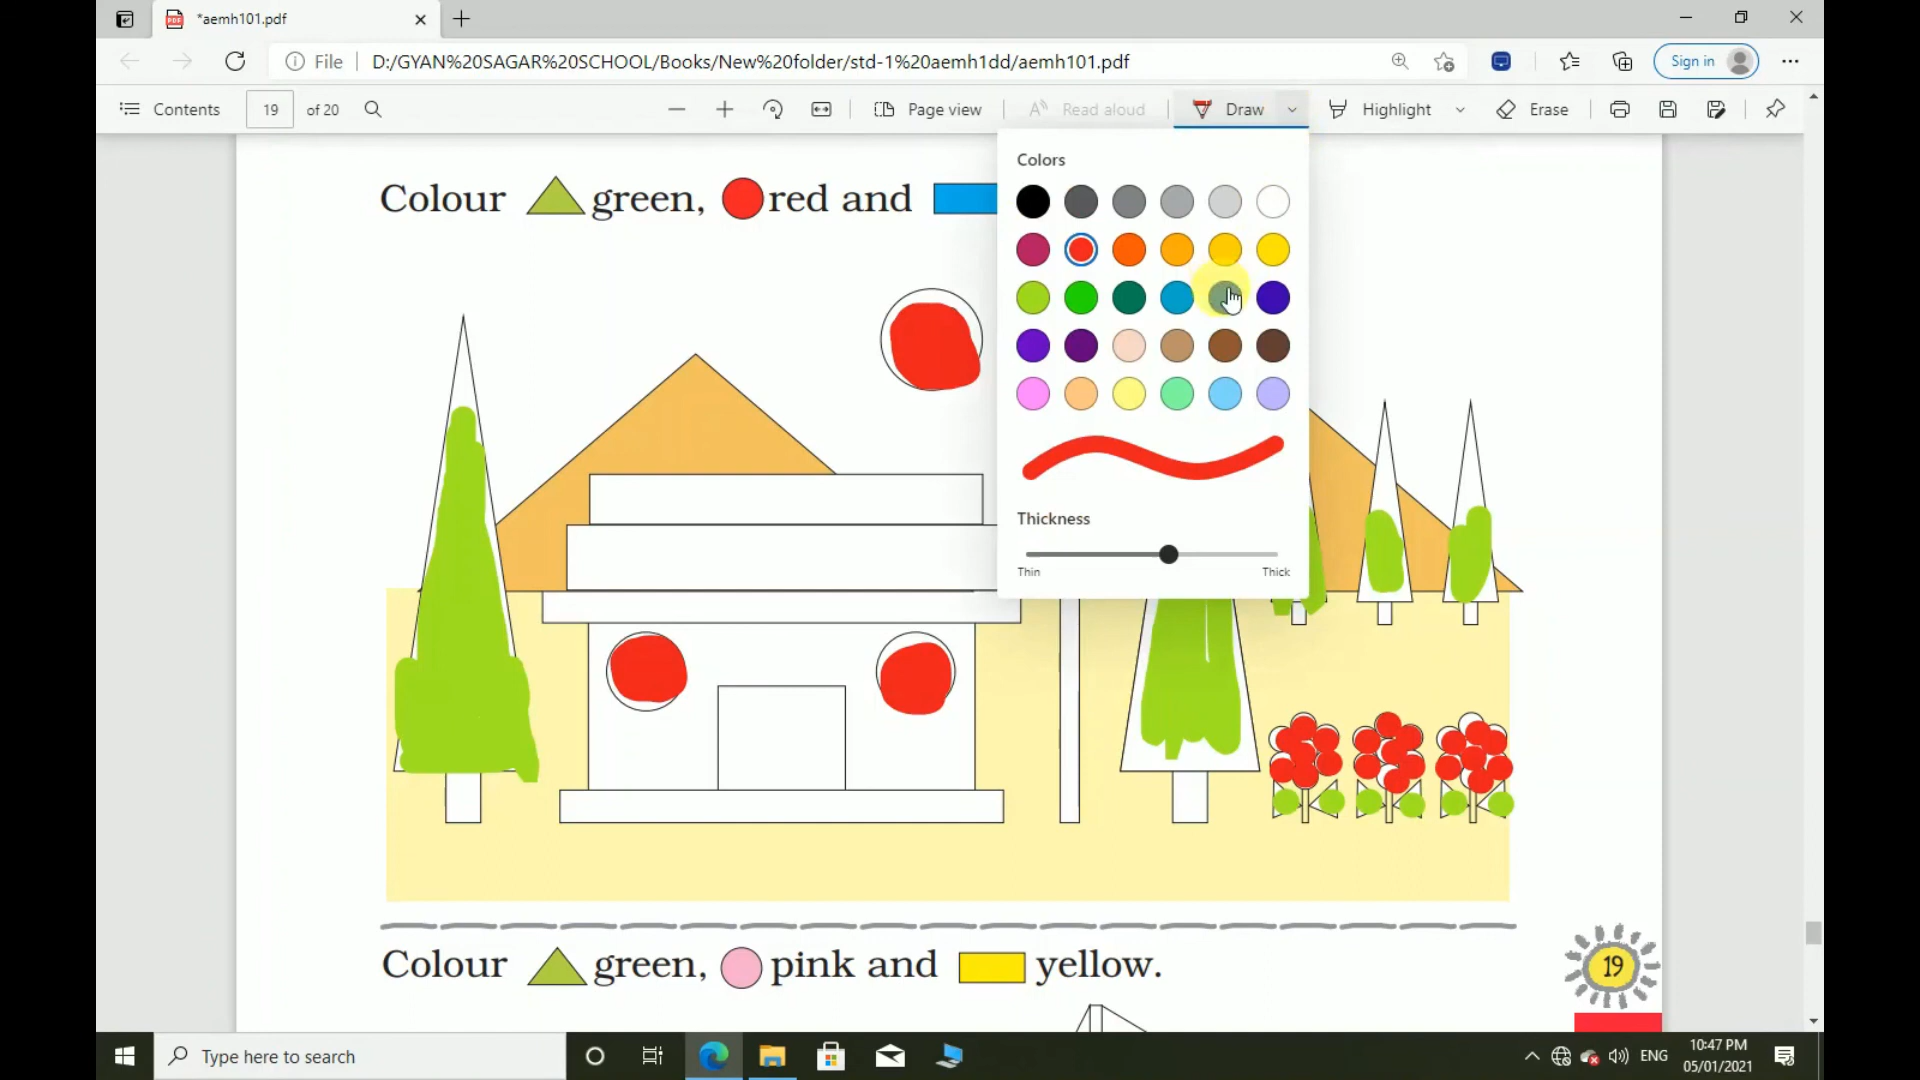 *aemh101.pdf
File
D:/GYAN%20SAGAR%20SCHOOL/Books/New%20folder/std-1%20aemh1dd/aemh101.pdf
Sign in
Contents
19
of 20
Page view
Read aloud
Draw
Highlight
Erase
Colour green, red and
Colors
Thickness
Thin
Thick
Colour green, pink and yellow.
19
Type here to search
ENG
10:47 PM
05/01/2021